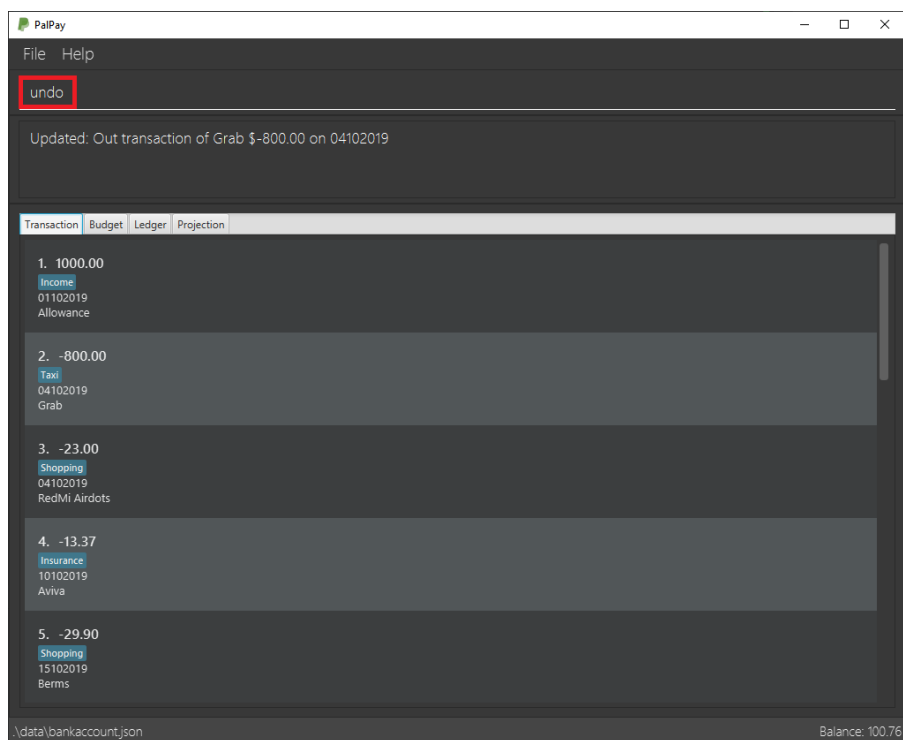 PalPay
File Help
undo
Updated: Out transaction of Grab $-800.00 on 04102019
Transaction Budget Ledger Projection
1. 1000.00
Income
01102019
Allowance
2. -800.00
Taxi
04102019
Grab
3. -23.00
Shopping
04102019
RedMi Airdots
4. -13.37
Insurance
10102019
Aviva
5. -29.90
Shopping
15102019
Berms
.\data\bankaccount.json Balance: 100.76